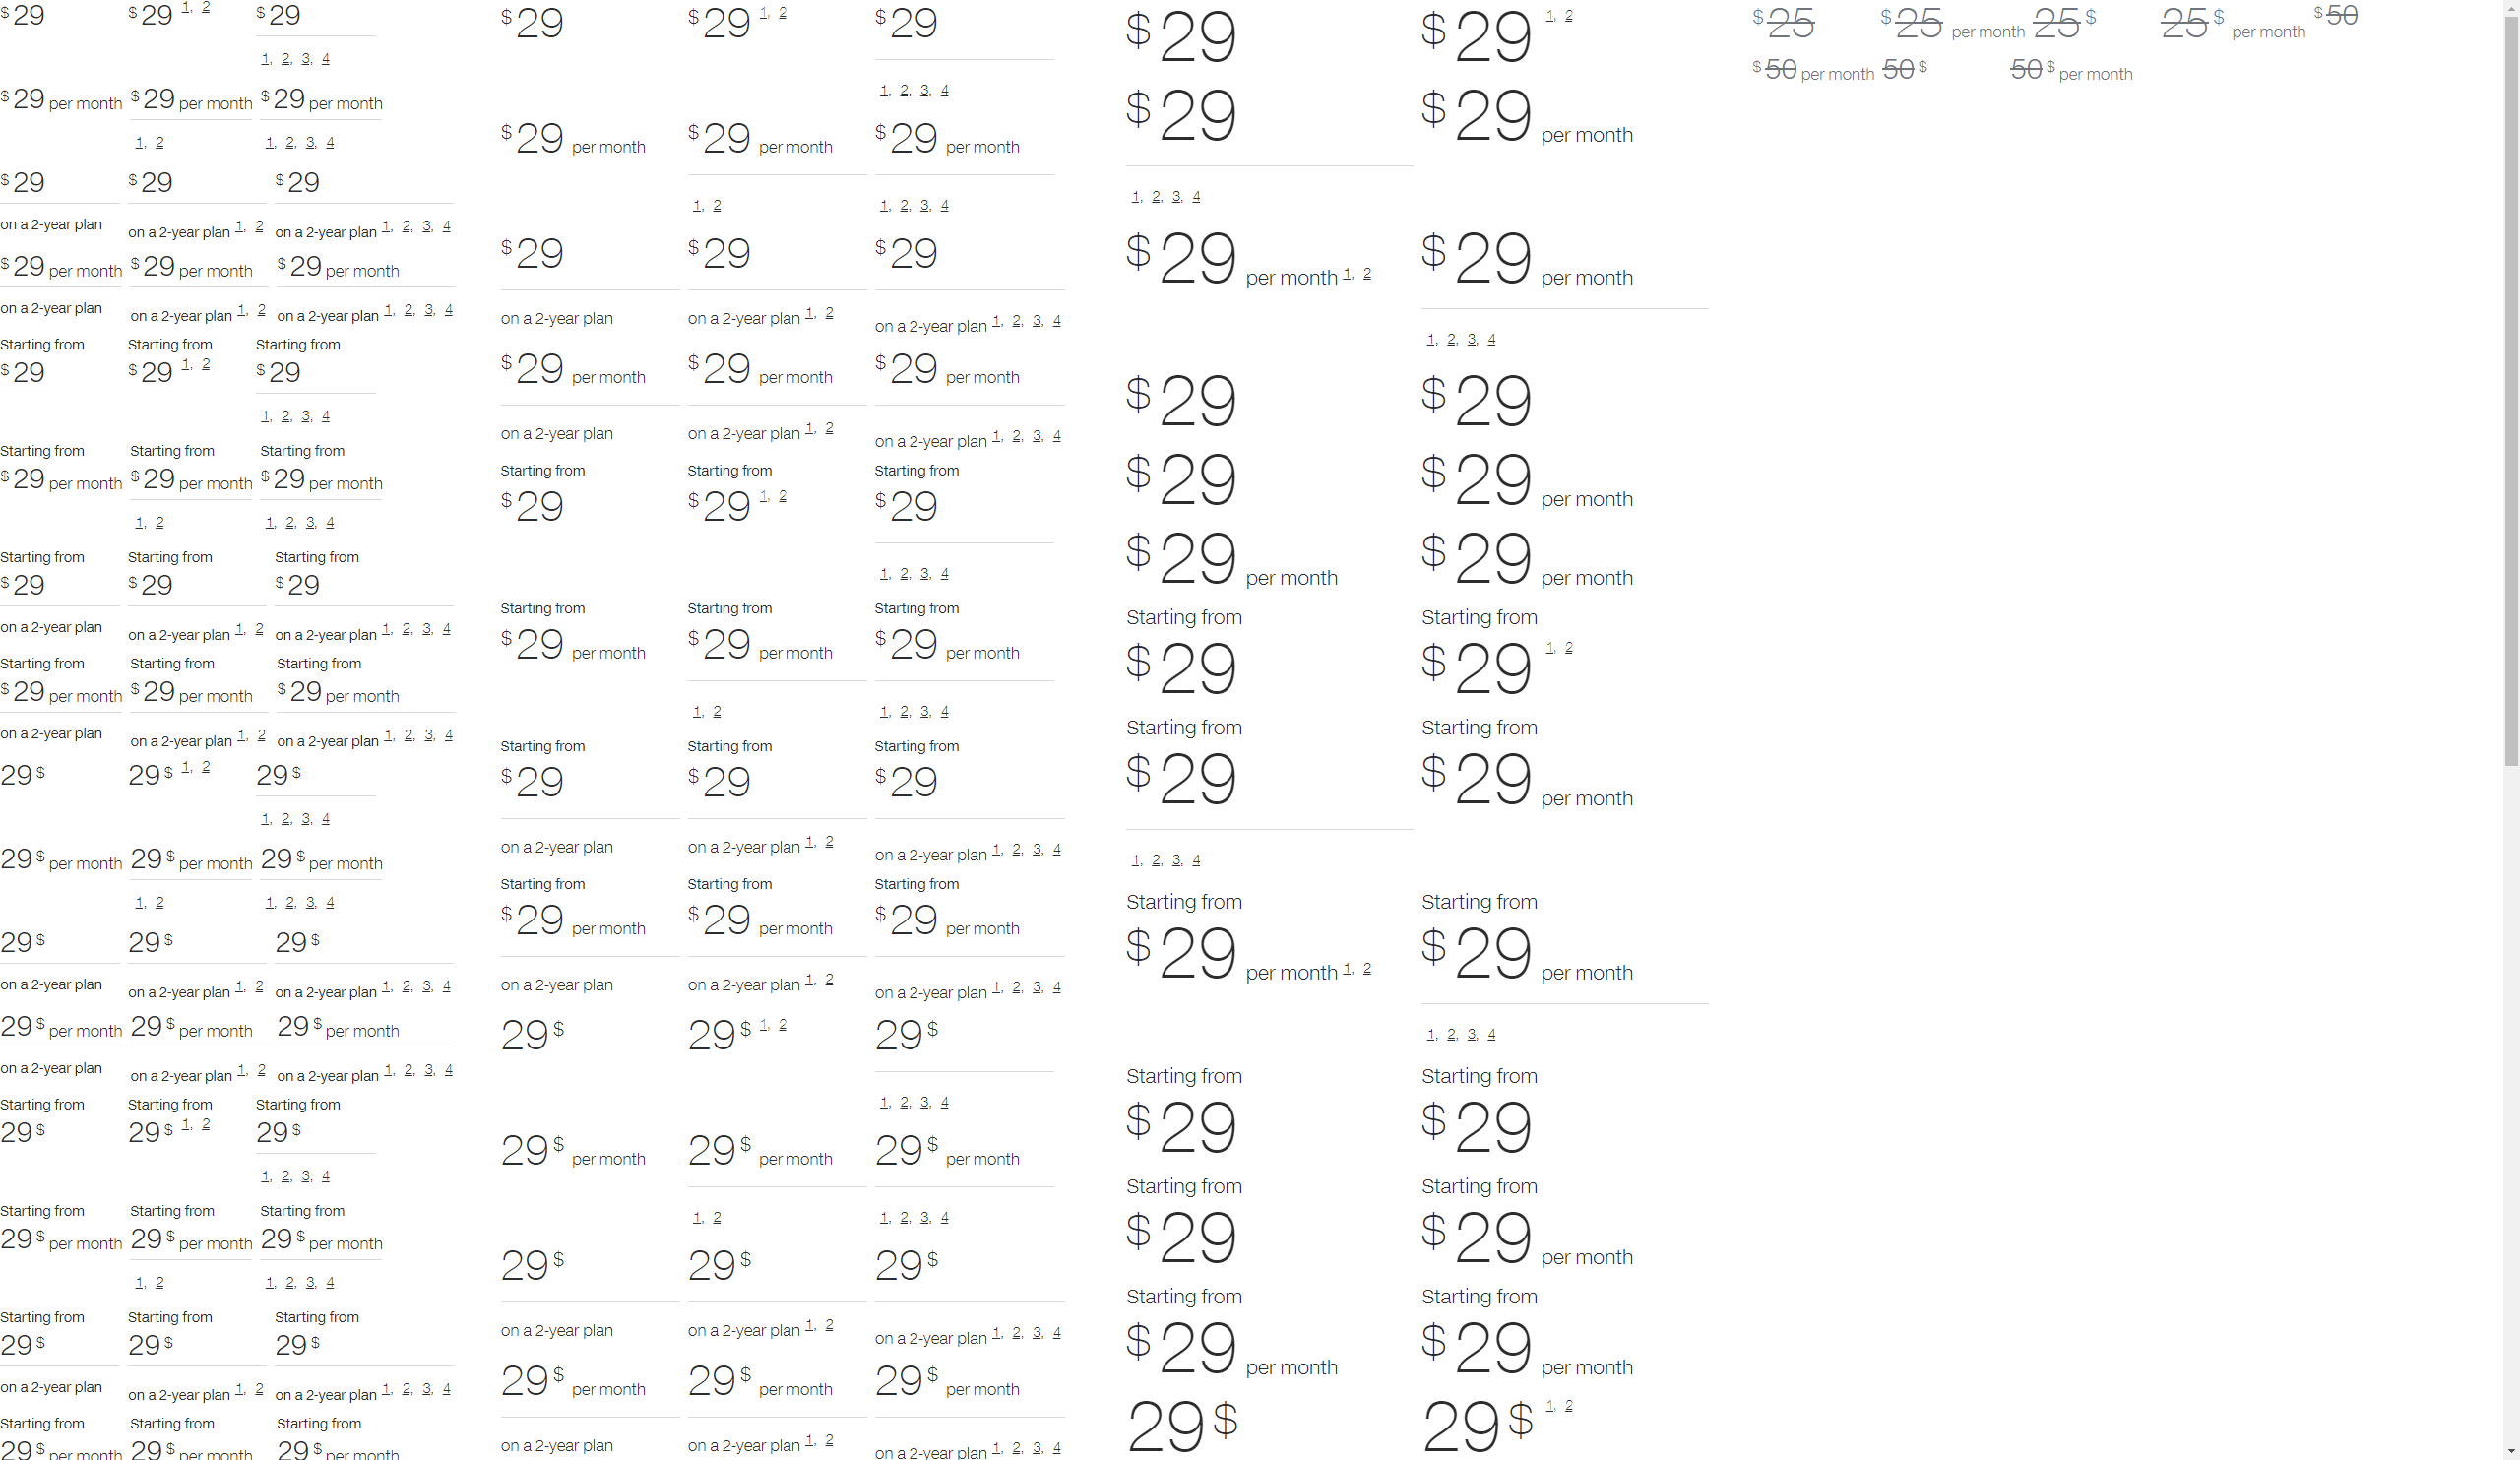 $ 29 $ 29 1, 2 $ 29
1, 2, 3, 4
$ 29 per month $ 29 per month $ 29 per month
1, 2 1, 2, 3, 4
$ 29 $ 29 $ 29
on a 2-year plan on a 2-year plan 1, 2 on a 2-year plan 1, 2, 3, 4
$ 29 per month $ 29 per month $ 29 per month
on a 2-year plan on a 2-year plan 1, 2 on a 2-year plan 1, 2, 3, 4
Starting from Starting from Starting from
$ 29 $ 29 1, 2 $ 29
1, 2, 3, 4
Starting from Starting from Starting from
$ 29 per month $ 29 per month $ 29 per month
1, 2 1, 2, 3, 4
Starting from Starting from Starting from
$ 29 $ 29 $ 29
on a 2-year plan on a 2-year plan 1, 2 on a 2-year plan 1, 2, 3, 4
Starting from Starting from Starting from
$ 29 per month $ 29 per month $ 29 per month
on a 2-year plan on a 2-year plan 1, 2 on a 2-year plan 1, 2, 3, 4
29 $ 29 $ 1, 2 29 $
1, 2, 3, 4
29 $ per month 29 $ per month 29 $ per month
1, 2 1, 2, 3, 4
29 $ 29 $ 29 $
on a 2-year plan on a 2-year plan 1, 2 on a 2-year plan 1, 2, 3, 4
29 $ per month 29 $ per month 29 $ per month
on a 2-year plan on a 2-year plan 1, 2 on a 2-year plan 1, 2, 3, 4
Starting from Starting from Starting from
29 $ 29 $ 1, 2 29 $
1, 2, 3, 4
Starting from Starting from Starting from
29 $ per month 29 $ per month 29 $ per month
1, 2 1, 2, 3, 4
Starting from Starting from Starting from
29 $ 29 $ 29 $
on a 2-year plan on a 2-year plan 1, 2 on a 2-year plan 1, 2, 3, 4
Starting from Starting from Starting from
29 $ per month 29 $ per month 29 $ per month
$ 29 $ 29 1, 2 $ 29
1, 2, 3, 4
$ 29 per month $ 29 per month $ 29 per month
1, 2 1, 2, 3, 4
$ 29 $ 29 $ 29
on a 2-year plan on a 2-year plan 1, 2 on a 2-year plan 1, 2, 3, 4
$ 29 per month $ 29 per month $ 29 per month
on a 2-year plan on a 2-year plan 1, 2 on a 2-year plan 1, 2, 3, 4
Starting from Starting from Starting from
$ 29 $ 29 1, 2 $ 29
1, 2, 3, 4
Starting from Starting from Starting from
$ 29 per month $ 29 per month $ 29 per month
1, 2 1, 2, 3, 4
Starting from Starting from Starting from
$ 29 $ 29 $ 29
on a 2-year plan on a 2-year plan 1, 2 on a 2-year plan 1, 2, 3, 4
Starting from Starting from Starting from
$ 29 per month $ 29 per month $ 29 per month
on a 2-year plan on a 2-year plan 1, 2 on a 2-year plan 1, 2, 3, 4
29 $ 29 $ 1, 2 29 $
1, 2, 3, 4
29 $ per month 29 $ per month 29 $ per month
1, 2 1, 2, 3, 4
29 $ 29 $ 29 $
on a 2-year plan on a 2-year plan 1, 2 on a 2-year plan 1, 2, 3, 4
29 $ per month 29 $ per month 29 $ per month
on a 2-year plan on a 2-year plan 1, 2 on a 2-year plan 1, 2, 3, 4
$ 29 $ 29 1, 2
$ 29 $ 29 per month
1, 2, 3, 4
$ 29 per month 1, 2 $ 29 per month
1, 2, 3, 4
$ 29 $ 29
$ 29 $ 29 per month
$ 29 per month $ 29 per month
Starting from Starting from
$ 29 $ 29 1, 2
Starting from Starting from
$ 29 $ 29 per month
1, 2, 3, 4
Starting from Starting from
$ 29 per month 1, 2 $ 29 per month
1, 2, 3, 4
Starting from Starting from
$ 29 $ 29
Starting from Starting from
$ 29 $ 29 per month
Starting from Starting from
$ 29 per month $ 29 per month
29 $ 29 $ 1, 2
$ 25 $ 25 per month 25 $ 25 $ per month $ 50
$ 50 per month 50 $ 50 $ per month